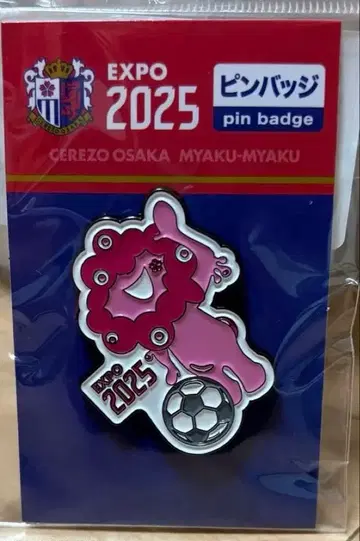 EXPO
2025
ピンバッジ
pin badge
CEREZO OSAKA MYAKU-MYAKU
EXPO
2025